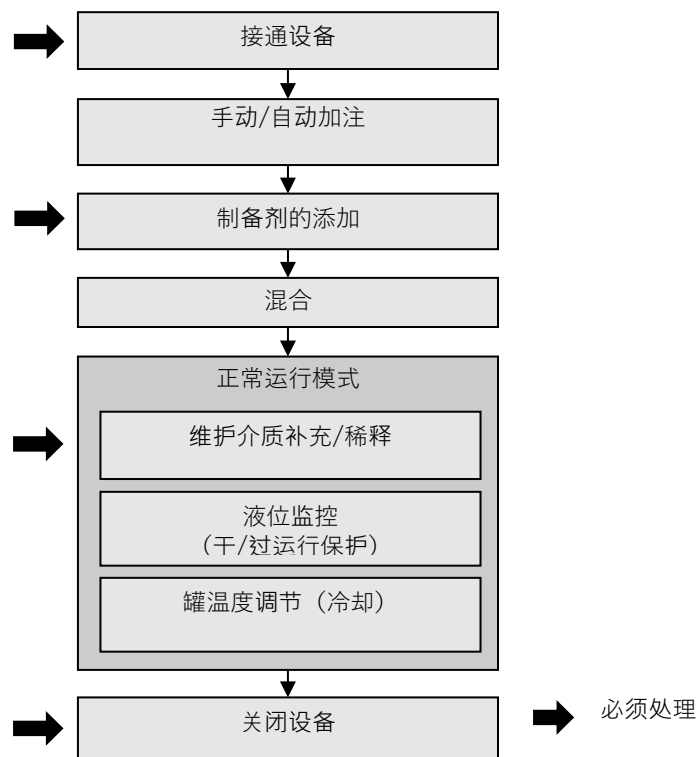 接通设备
手动/自动加注
制备剂的添加
混合
正常运行模式
维护介质补充/稀释
液位监控
（干/过运行保护）
罐温度调节（冷却）
关闭设备
必须处理